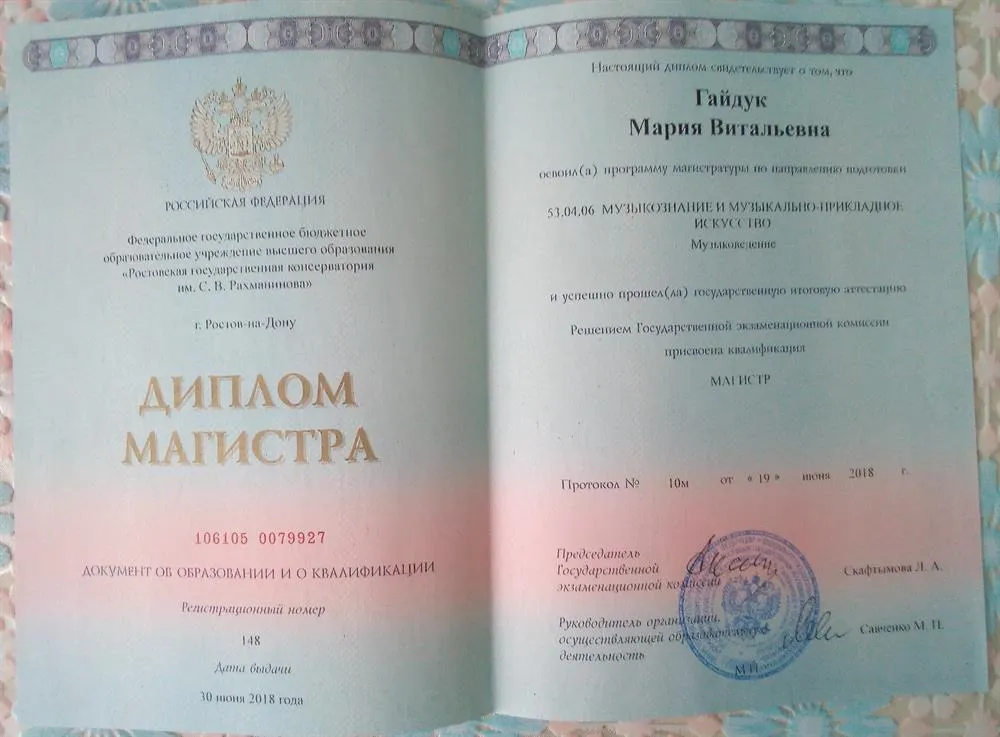 РОССИЙСКАЯ ФЕДЕРАЦИЯ
Федеральное государственное бюджетное
образовательное учреждение высшего образования
«Ростовская государственная консерватория
им. С. В. Рахманинова»
г. Ростов-на-Дону
ДИПЛОМ
МАГИСТРА
106105 0079927
ДОКУМЕНТ ОБ ОБРАЗОВАНИИ И О КВАЛИФИКАЦИИ
Регистрационный номер
148
Дата выдачи
30 июня 2018 года
Настоящий диплом свидетельствует о том, что
Гайдук
Мария Витальевна
освоил(а) программу магистратуры по направлению подготовки
53.04.06 МУЗЫКОЗНАНИЕ И МУЗЫКАЛЬНО-ПРИКЛАДНОЕ
ИСКУССТВО
Музыковедение
и успешно прошел(ла) государственную итоговую аттестацию
Решением Государственной экзаменационной комиссии
присвоена квалификация
МАГИСТР
Протокол № 10м от « 19 » июня 2018 г.
Председатель
Государственной
экзаменационной комиссии
Скафтымова Л. А.
Руководитель организации,
осуществляющей образовательную
деятельность
Савченко М. П.
М.П.